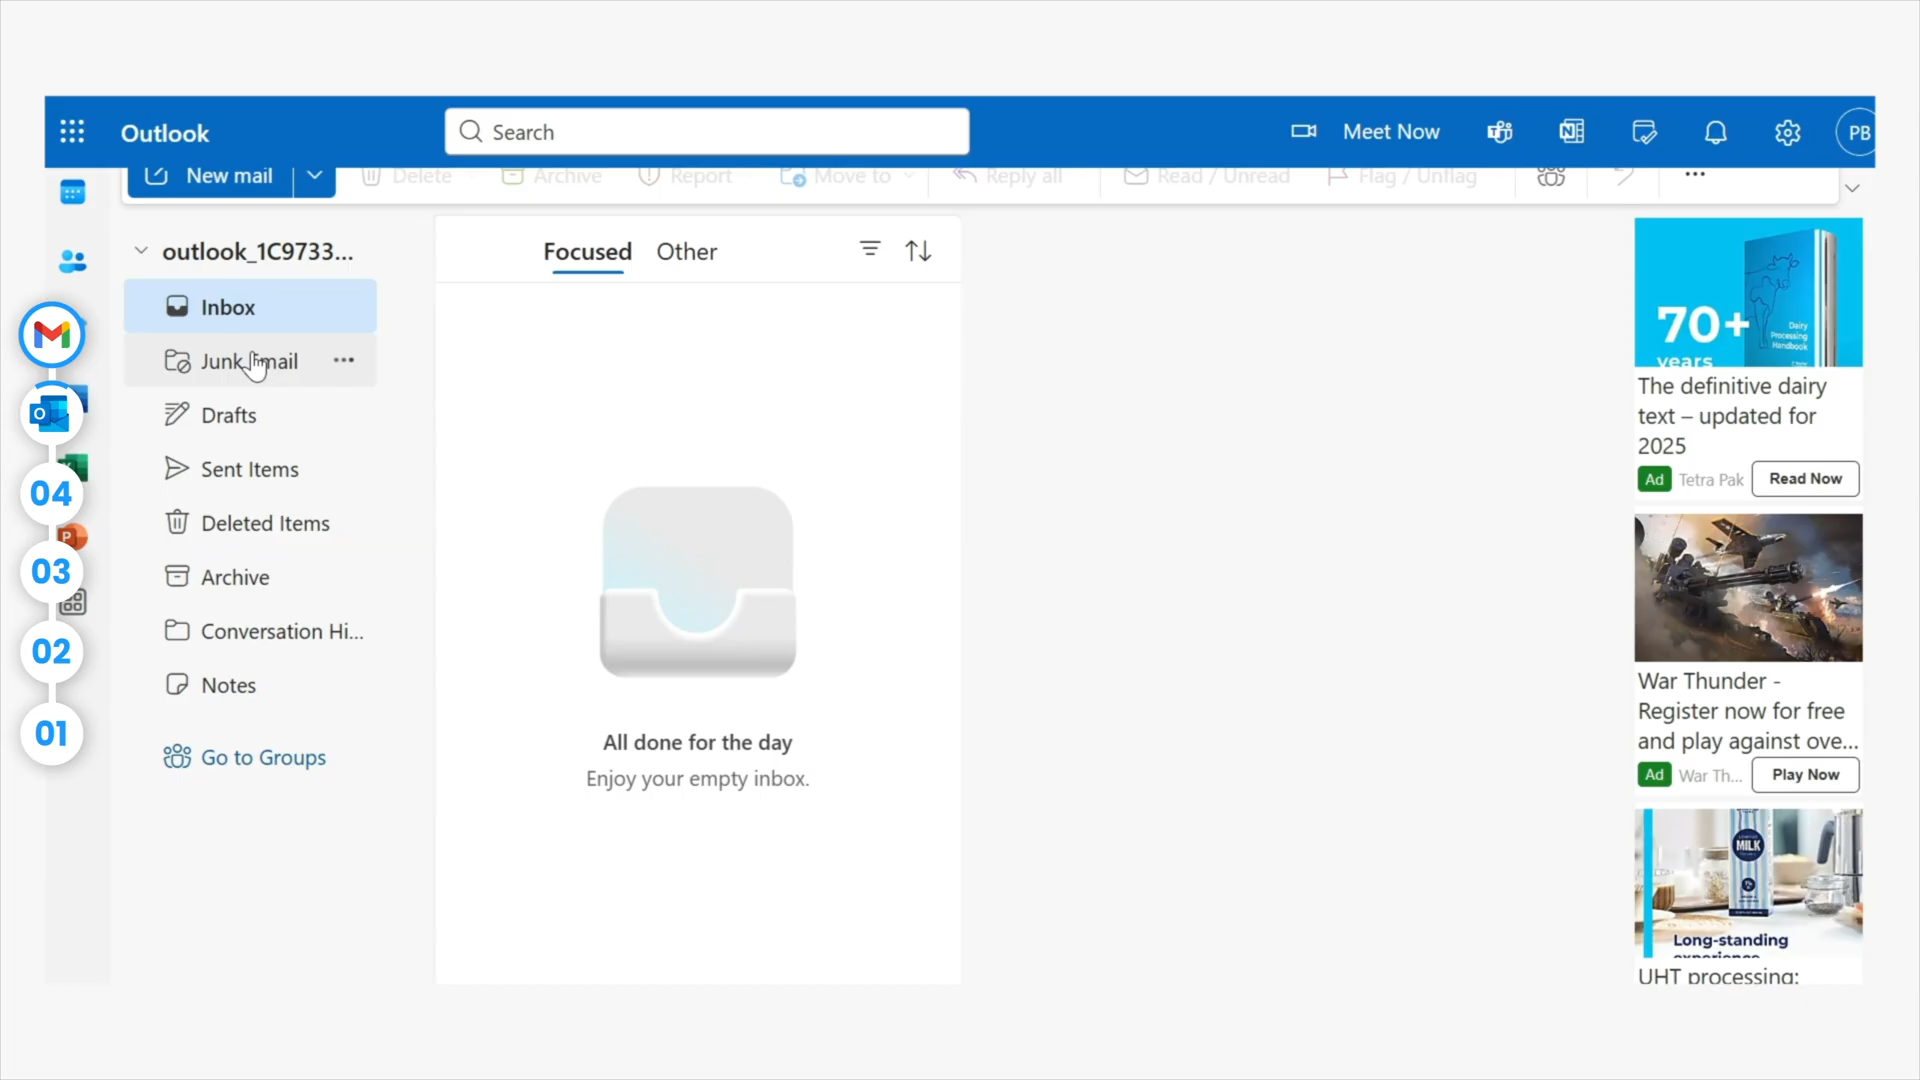 Outlook
Search
Meet Now
PB
New mail
Delete
Archive
Report
Move to
Reply all
Read / Unread
Flag / Unflag
outlook_1C9733...
Inbox
Junk Email
Drafts
Sent Items
Deleted Items
Archive
Conversation Hi...
Notes
Go to Groups
04
03
02
01
Focused
Other
All done for the day
Enjoy your empty inbox.
70+
years
Dairy
Processing
Handbook
The definitive dairy
text – updated for
2025
Ad Tetra Pak Read Now
War Thunder -
Register now for free
and play against ove...
Ad War Th... Play Now
MILK
Long-standing
experience
UHT processing: